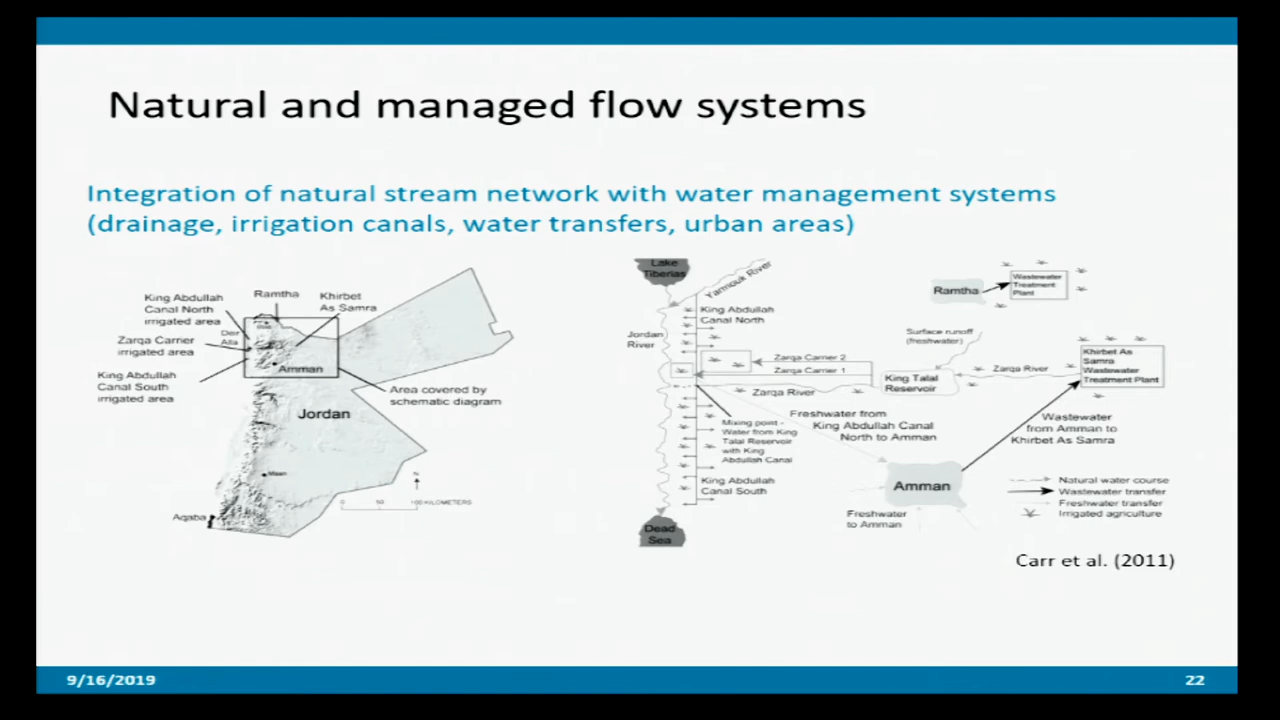 Natural and managed flow systems
Integration of natural stream network with water management systems
(drainage, irrigation canals, water transfers, urban areas)
King Abdullah
Canal North
irrigated area
Ramtha
Khirbet
As Samra
Deir
Alla
Zarqa Carrier
irrigated area
King Abdullah
Canal South
irrigated area
Amman
Area covered by
schematic diagram
Jordan
Maan
Aqaba
N
0 50 100 KILOMETERS
Lake
Tiberias
Yarmouk River
King Abdullah
Canal North
Jordan
River
Zarqa Carrier 2
Zarqa Carrier 1
Zarqa River
Mixing point -
Water from King
Talal Reservoir
with King
Abdullah Canal
King Abdullah
Canal South
Dead
Sea
Ramtha
Wastewater
Treatment
Plant
Surface runoff
(freshwater)
King Talal
Reservoir
Zarqa River
Khirbet As
Samra
Wastewater
Treatment Plant
Freshwater from
King Abdullah Canal
North to Amman
Wastewater
from Amman to
Khirbet As Samra
Amman
Freshwater
to Amman
Natural water course
Wastewater transfer
Freshwater transfer
Irrigated agriculture
Carr et al. (2011)
9/16/2019
22